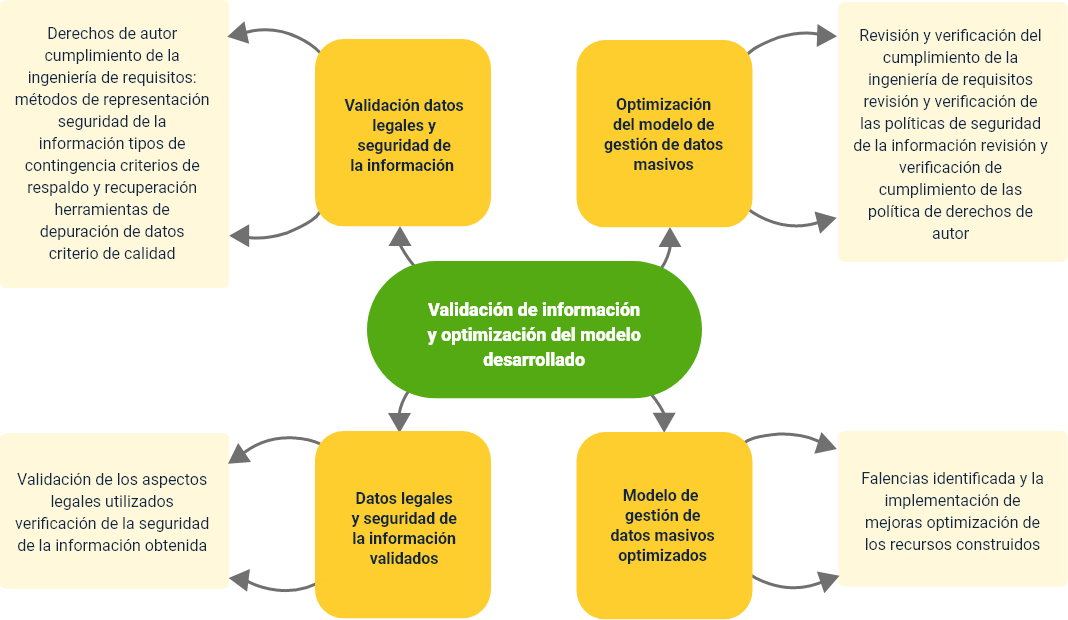 Derechos de autor
cumplimiento de la
ingeniería de requisitos:
métodos de representación
seguridad de la
información tipos de
contingencia criterios de
respaldo y recuperación
herramientas de
depuración de datos
criterio de calidad
Validación datos
legales y
seguridad de
la información
Optimización
del modelo de
gestión de datos
masivos
Revisión y verificación del
cumplimiento de la
ingeniería de requisitos
revisión y verificación de
las políticas de seguridad
de la información revisión y
verificación de
cumplimiento de las
política de derechos de
autor
Validación de información
y optimización del modelo
desarrollado
Validación de los aspectos
legales utilizados
verificación de la seguridad
de la información obtenida
Datos legales
y seguridad de
la información
validados
Modelo de
gestión de
datos masivos
optimizados
Falencias identificada y la
implementación de
mejoras optimización de
los recursos construidos